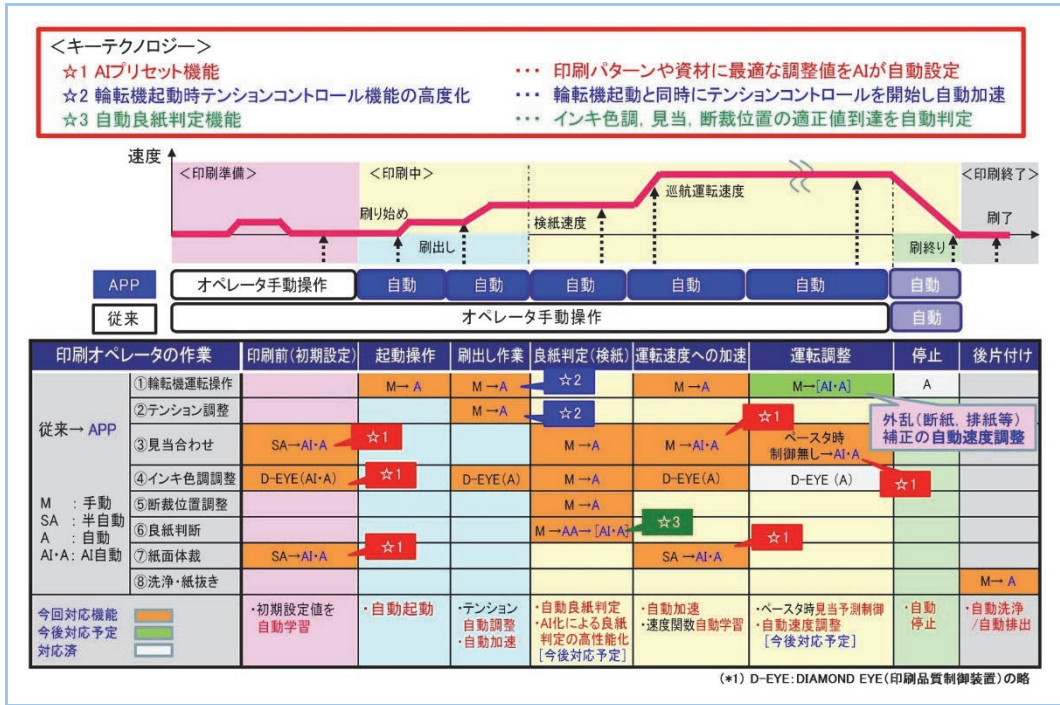 ＜キーテクノロジー＞
☆1 AIプリセット機能 ･･･ 印刷パターンや資材に最適な調整値をAIが自動設定
☆2 輪転機起動時テンションコントロール機能の高度化 ･･･ 輪転機起動と同時にテンションコントロールを開始し自動加速
☆3 自動良紙判定機能 ･･･ インキ色調，見当，断裁位置の適正値到達を自動判定
速度
＜印刷準備＞ ＜印刷中＞ ＜印刷終了＞
巡航運転速度
刷り始め 検紙速度 刷了
刷出し 刷終り 時間
APP オペレータ手動操作 自動 自動 自動 自動 自動 自動
従来 オペレータ手動操作 自動
印刷オペレータの作業 印刷前(初期設定) 起動操作 刷出し作業 良紙判定(検紙) 運転速度への加速 運転調整 停止 後片付け
従来→ APP
M ：手動
SA ：半自動
A ：自動
AI･A：AI自動
①輪転機運転操作 M→ A M→A ☆2 M→A M→[AI･A] A
②テンション調整 M→A ☆2 ☆1
外乱(断紙，排紙等)
補正の自動速度調整
③見当合わせ SA→AI･A ☆1 M→A M→AI･A ペースタ時
制御無し→AI･A
④インキ色調調整 D-EYE(AI･A) ☆1 D-EYE(A) M→A D-EYE(A) D-EYE (A) ☆1
⑤断裁位置調整 M→A
⑥良紙判断 M→AA→[AI･A] ☆3 ☆1
⑦紙面体裁 SA→AI･A ☆1 SA→AI･A
⑧洗浄・紙抜き M→ A
今回対応機能
今後対応予定
対応済
・初期設定値を
自動学習
・自動起動
・テンション
自動調整
・自動加速
・自動良紙判定
・AI化による良紙
判定の高性能化
[今後対応予定]
・自動加速
・速度関数自動学習
・ペースタ時見当予測制御
・自動速度調整
[今後対応予定]
・自動
停止
・自動洗浄
/自動排出
(*1) D-EYE：DIAMOND EYE(印刷品質制御装置)の略